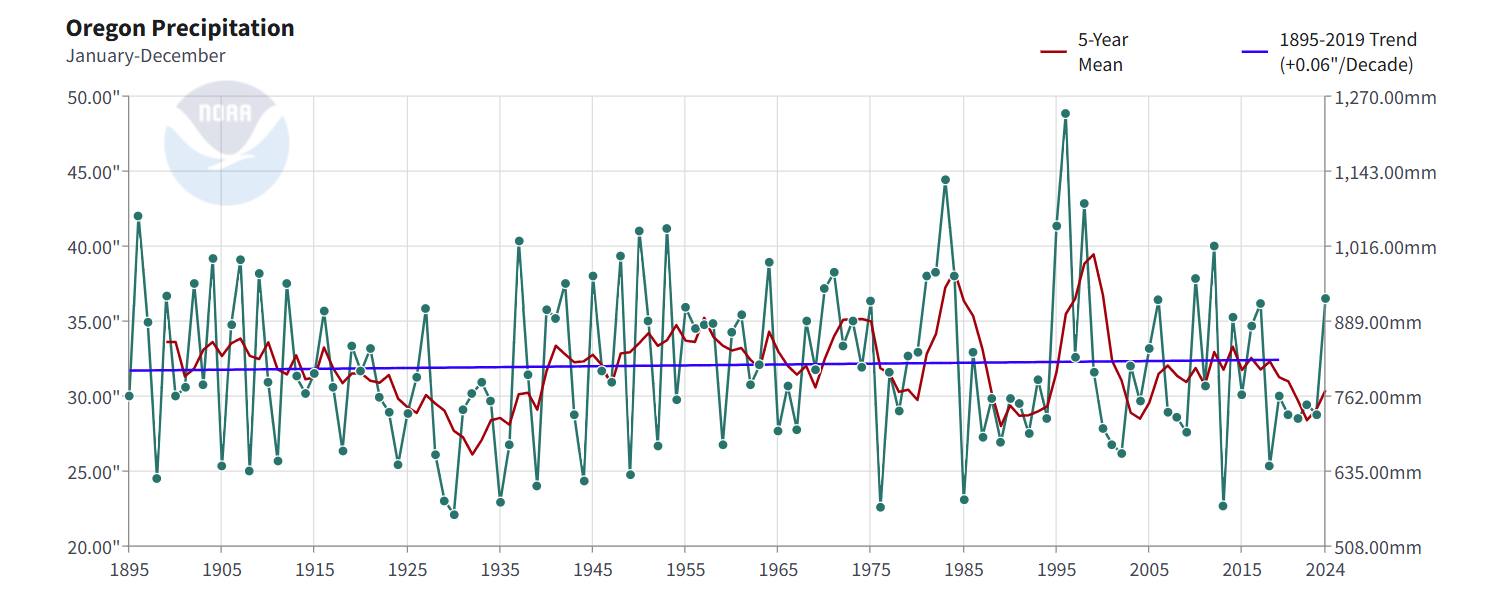 Oregon Precipitation
January-December
5-Year
Mean
1895-2019 Trend
(+0.06"/Decade)
NOAA
50.00"
1,270.00mm
45.00"
1,143.00mm
40.00"
1,016.00mm
35.00"
889.00mm
30.00"
762.00mm
25.00"
635.00mm
20.00"
508.00mm
1895 1905 1915 1925 1935 1945 1955 1965 1975 1985 1995 2005 2015 2024